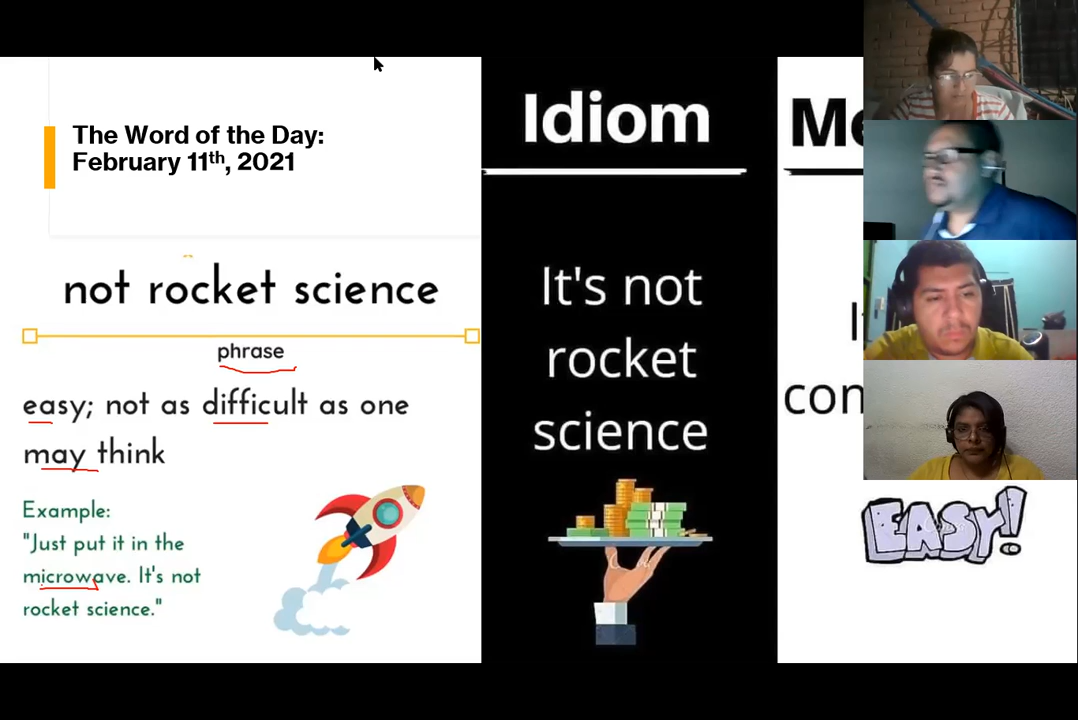 The Word of the Day:
February 11th, 2021
not rocket science
phrase
easy; not as difficult as one
may think
Example:
"Just put it in the
microwave. It's not
rocket science."
Idiom
It's not
rocket
science
Me
I
con
EASY!